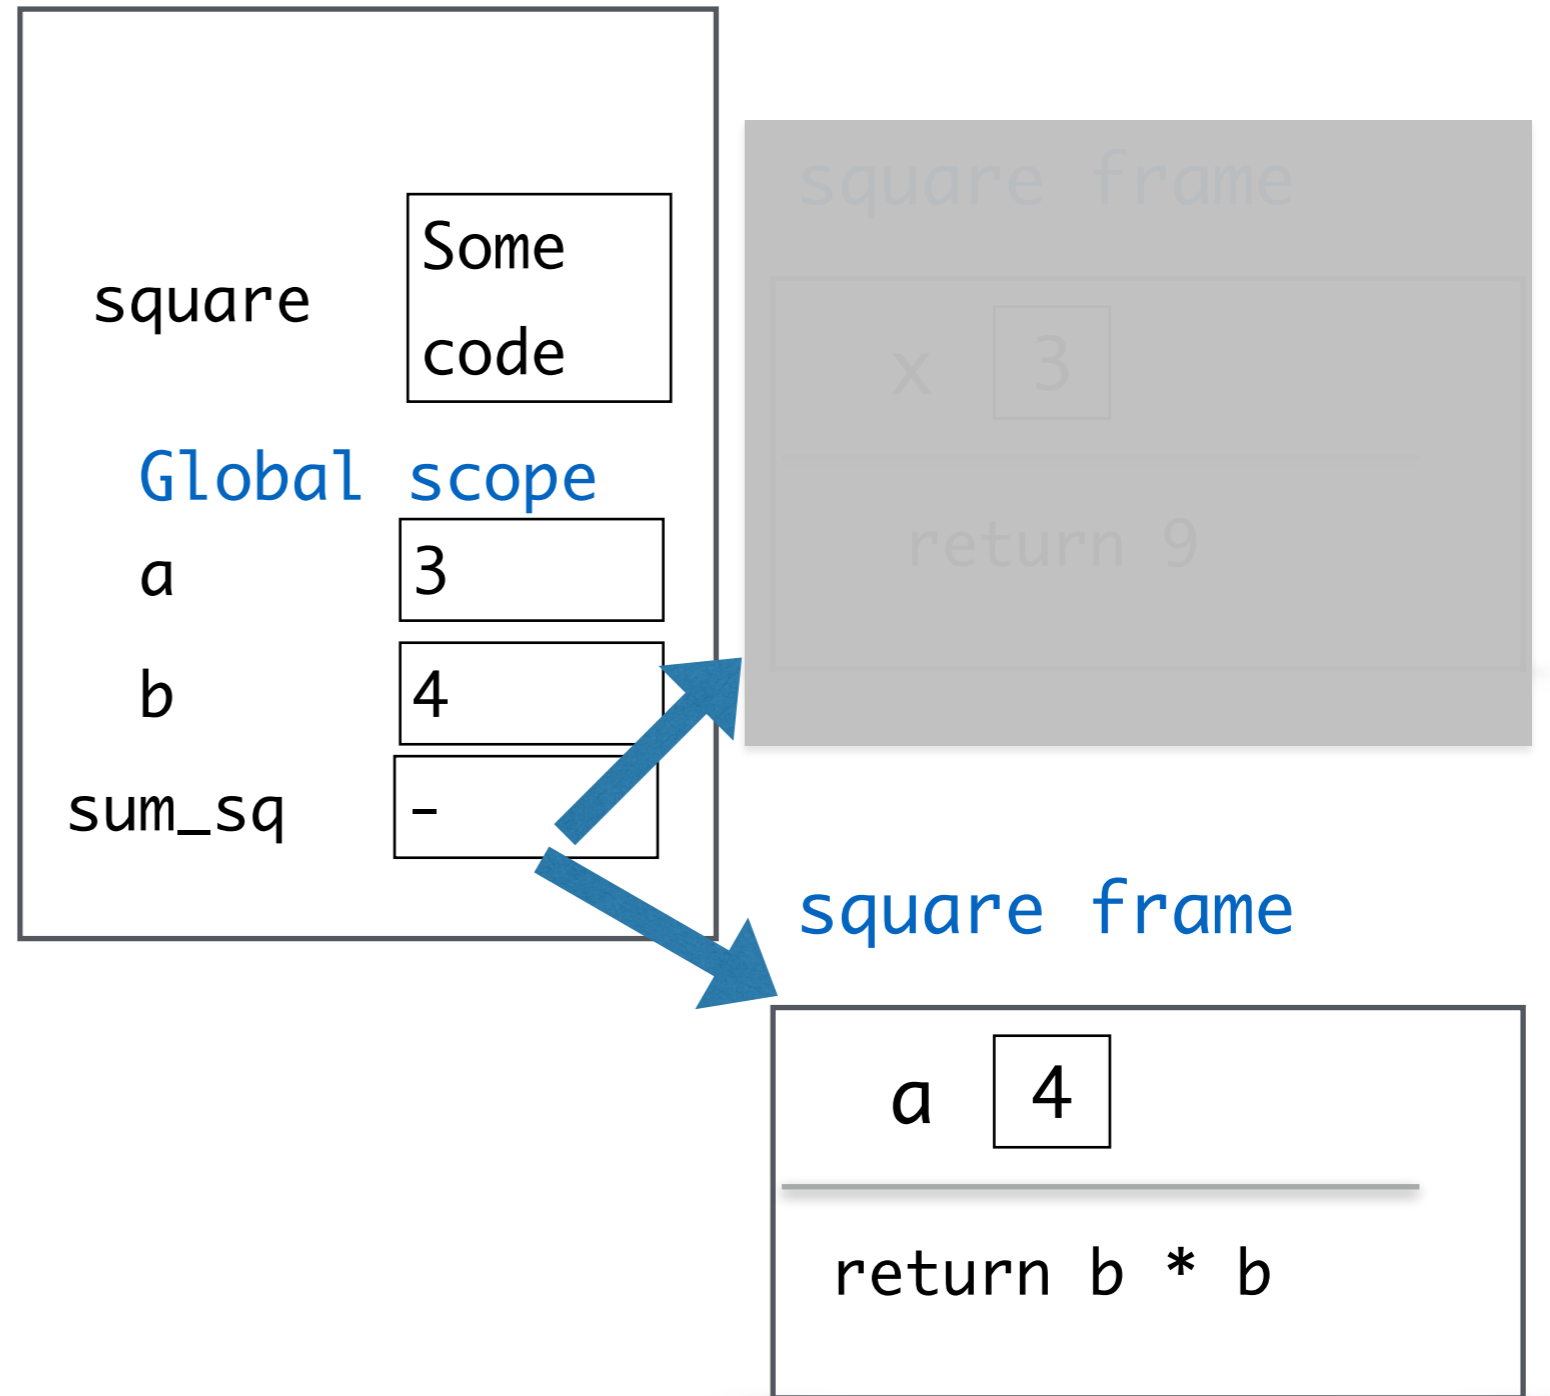 square
Some
code
Global scope
a 3
b 4
sum_sq -
square frame
x 3
return 9
square frame
a 4
return b * b